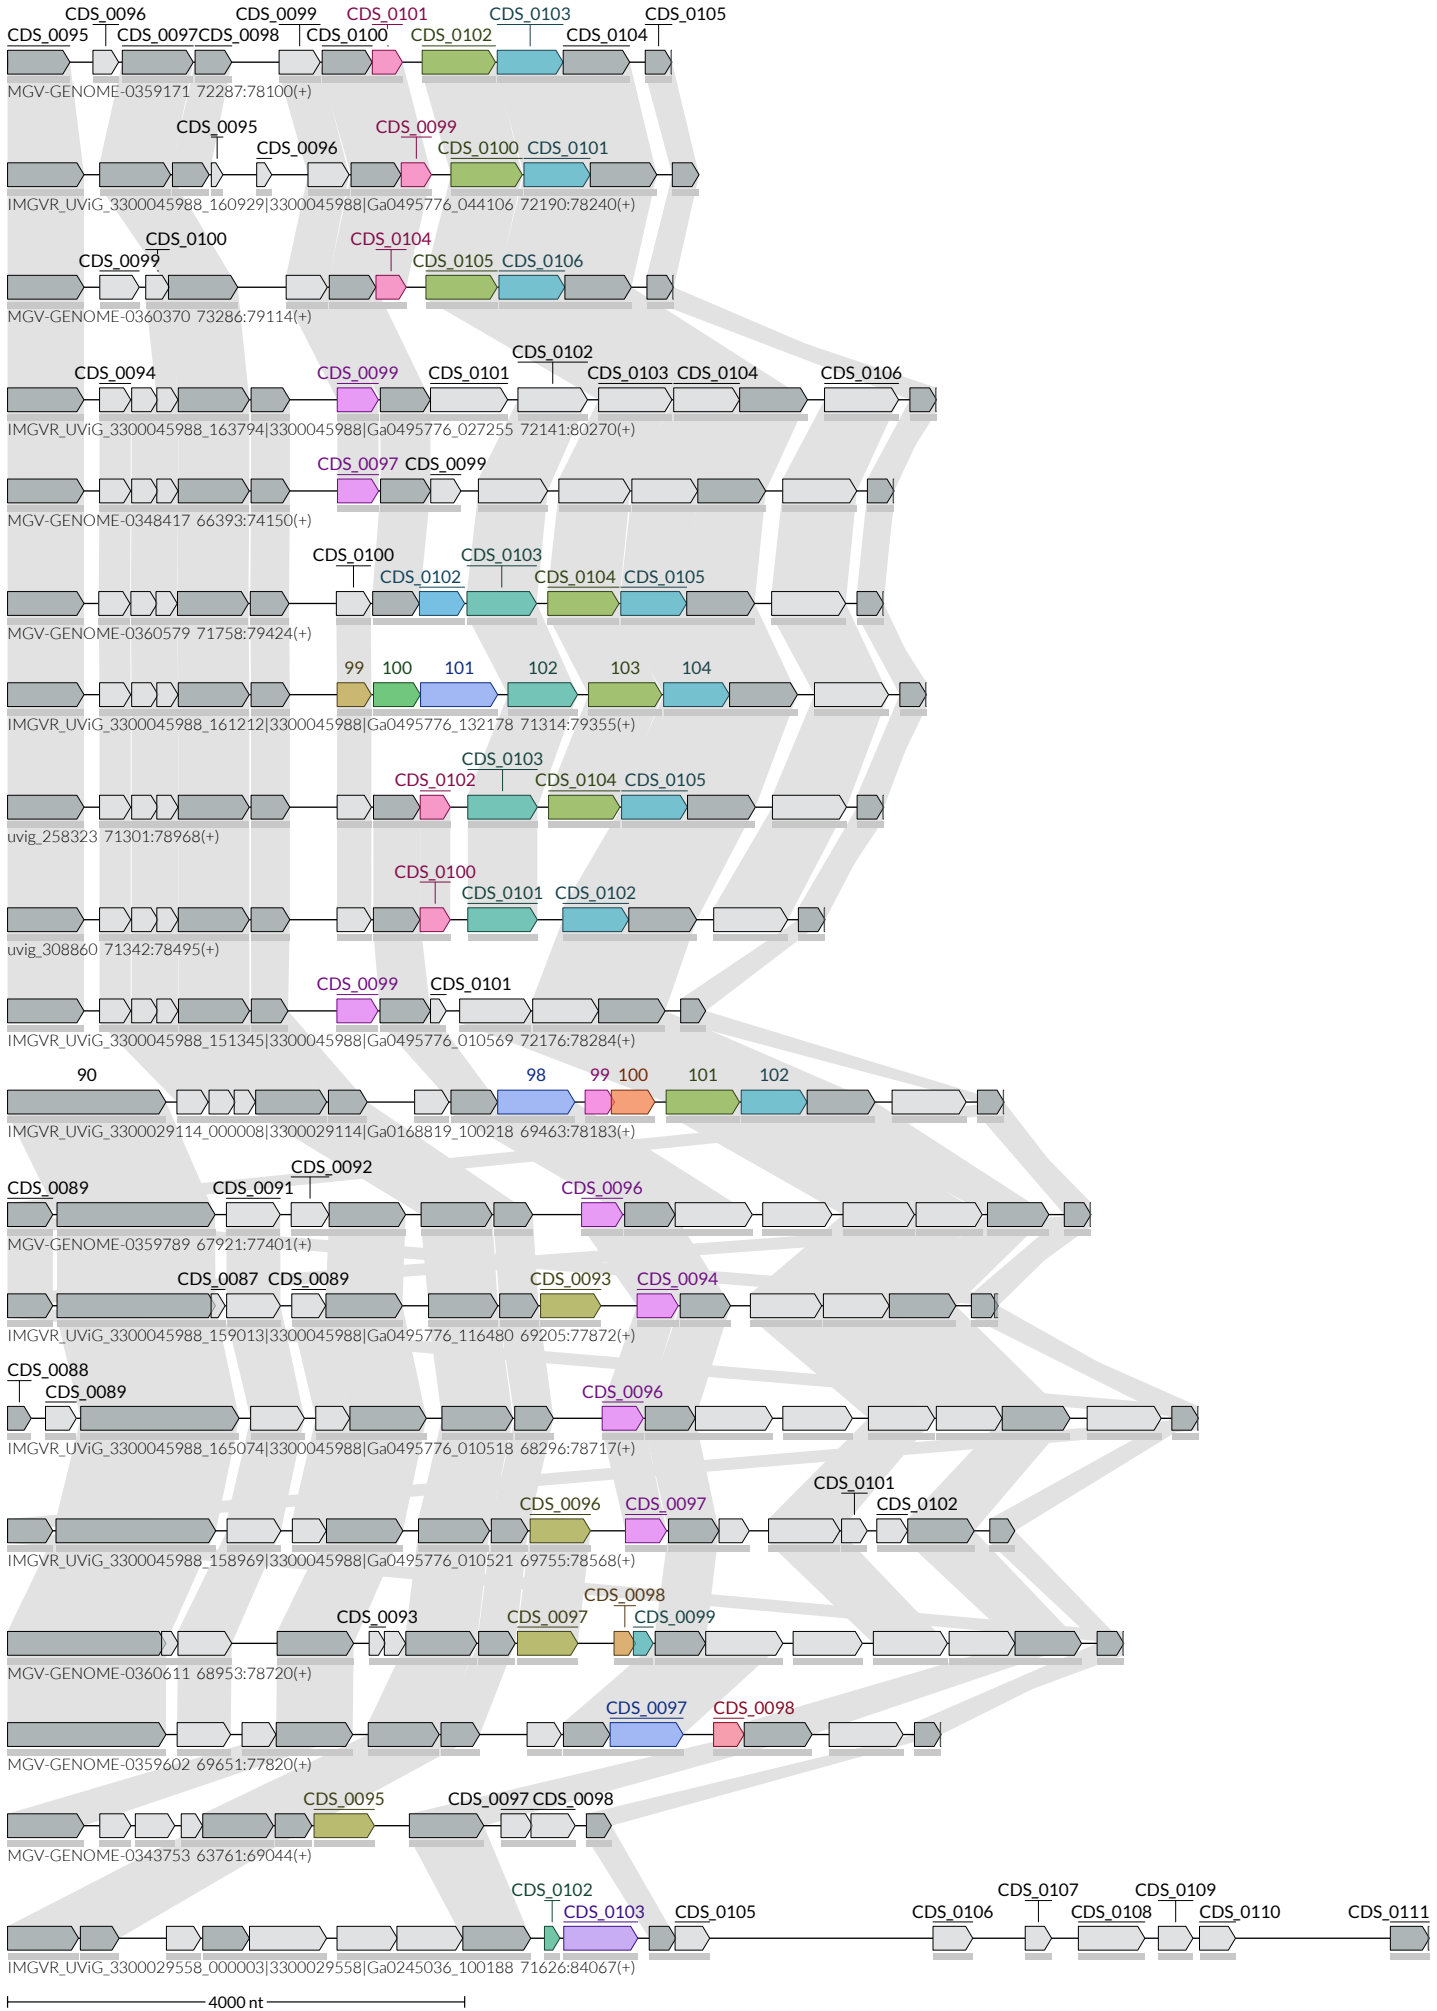 CDS_0096 CDS_0099 CDS_0101 CDS_0103 CDS_0105
CDS_0095 CDS_0097 CDS_0098 CDS_0100 CDS_0102 CDS_0104
MGV-GENOME-0359171 72287:78100(+)
CDS_0095 CDS_0099
CDS_0096 CDS_0100 CDS_0101
IMGVR_UViG_3300045988_160929|3300045988|Ga0495776_044106 72190:78240(+)
CDS_0100 CDS_0104
CDS_0099 CDS_0105 CDS_0106
MGV-GENOME-0360370 73286:79114(+)
CDS_0102
CDS_0094 CDS_0099 CDS_0101 CDS_0103 CDS_0104 CDS_0106
IMGVR_UViG_3300045988_163794|3300045988|Ga0495776_027255 72141:80270(+)
CDS_0097 CDS_0099
MGV-GENOME-0348417 66393:74150(+)
CDS_0100 CDS_0103
CDS_0102 CDS_0104 CDS_0105
MGV-GENOME-0360579 71758:79424(+)
99 100 101 102 103 104
IMGVR_UViG_3300045988_161212|3300045988|Ga0495776_132178 71314:79355(+)
CDS_0103
CDS_0102 CDS_0104 CDS_0105
uvig_258323 71301:78968(+)
CDS_0100
CDS_0101 CDS_0102
uvig_308860 71342:78495(+)
CDS_0099 CDS_0101
IMGVR_UViG_3300045988_151345|3300045988|Ga0495776_010569 72176:78284(+)
90 98 99 100 101 102
IMGVR_UViG_3300029114_000008|3300029114|Ga0168819_100218 69463:78183(+)
CDS_0092
CDS_0089 CDS_0091 CDS_0096
MGV-GENOME-0359789 67921:77401(+)
CDS_0087 CDS_0089 CDS_0093 CDS_0094
IMGVR_UViG_3300045988_159013|3300045988|Ga0495776_116480 69205:77872(+)
CDS_0088
CDS_0089 CDS_0096
IMGVR_UViG_3300045988_165074|3300045988|Ga0495776_010518 68296:78717(+)
CDS_0101
CDS_0096 CDS_0097 CDS_0102
IMGVR_UViG_3300045988_158969|3300045988|Ga0495776_010521 69755:78568(+)
CDS_0098
CDS_0093 CDS_0097 CDS_0099
MGV-GENOME-0360611 68953:78720(+)
CDS_0097 CDS_0098
MGV-GENOME-0359602 69651:77820(+)
CDS_0095 CDS_0097 CDS_0098
MGV-GENOME-0343753 63761:69044(+)
CDS_0102 CDS_0107 CDS_0109
CDS_0103 CDS_0105 CDS_0106 CDS_0108 CDS_0110 CDS_0111
IMGVR_UViG_3300029558_000003|3300029558|Ga0245036_100188 71626:84067(+)
4000 nt